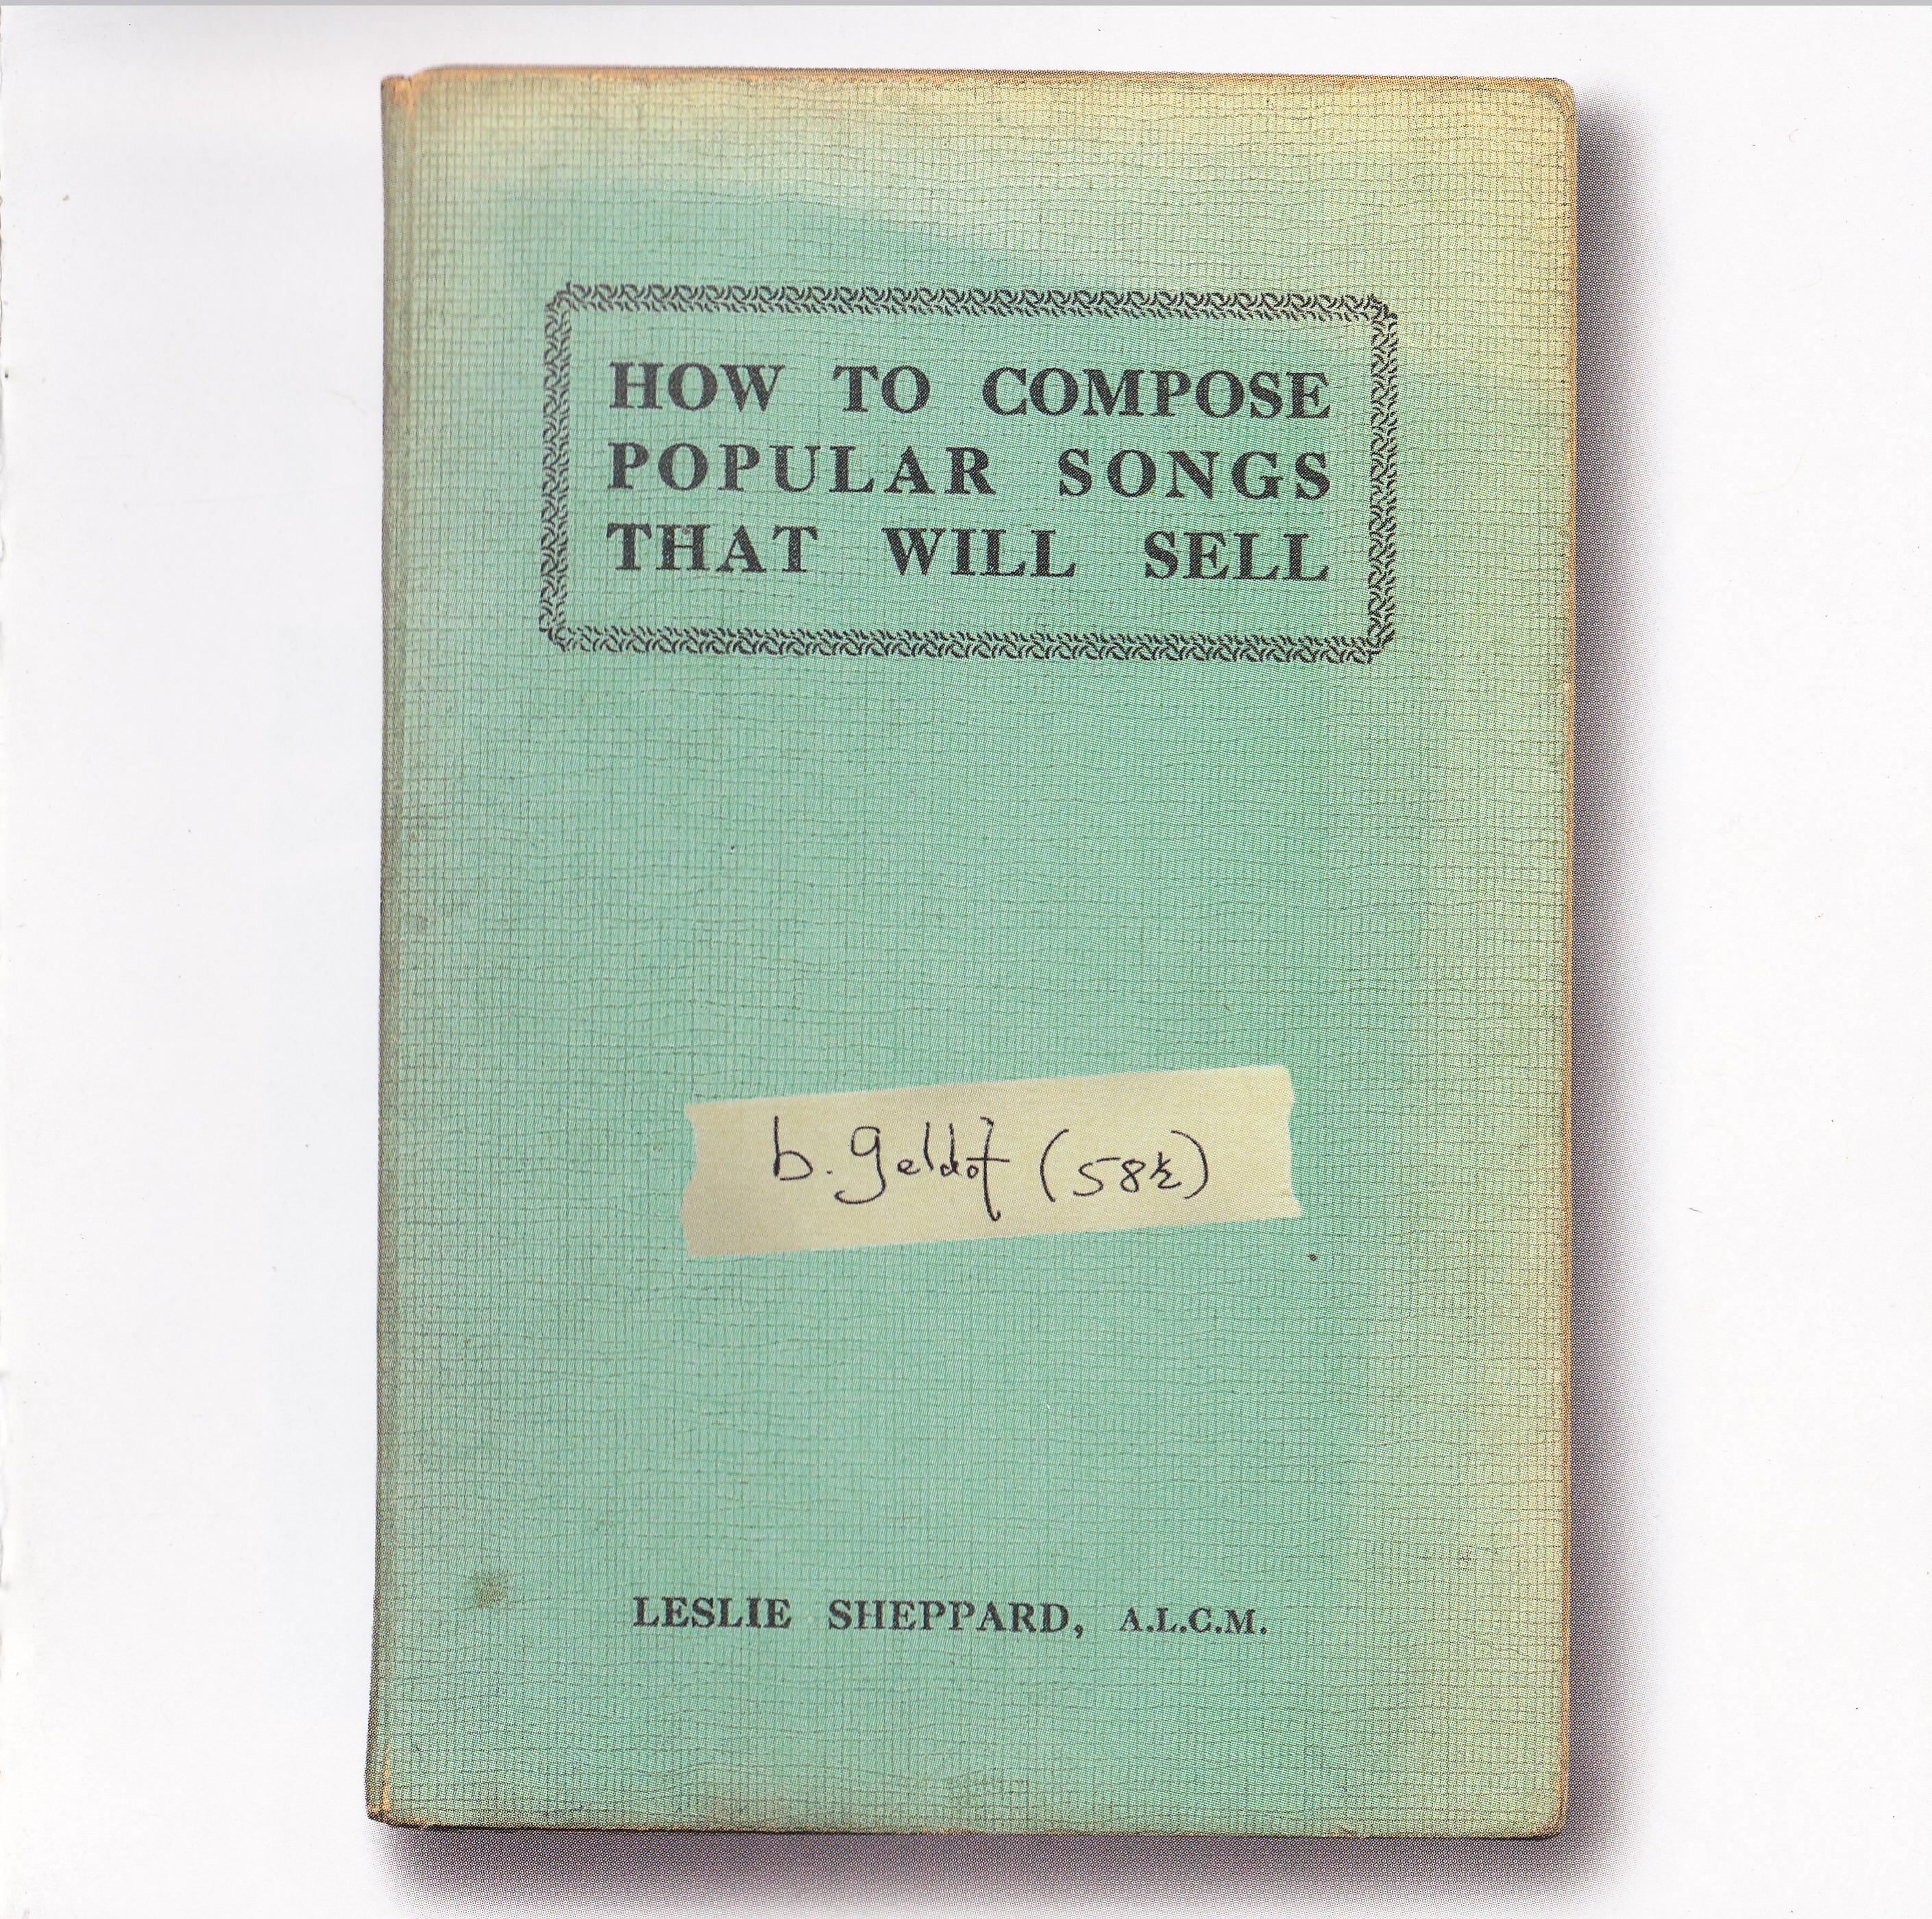 HOW TO COMPOSE
POPULAR SONGS
THAT WILL SELL
b. geldof (58½)
LESLIE SHEPPARD, A.L.C.M.